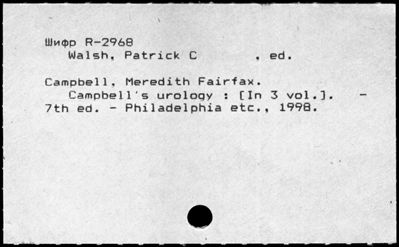 Шифр R-2968
Walsh, Patrick C , ed.
Campbell, Meredith Fairfax.
Campbell's urology : [In 3 vol.]. -
7th ed. - Philadelphia etc., 1998.